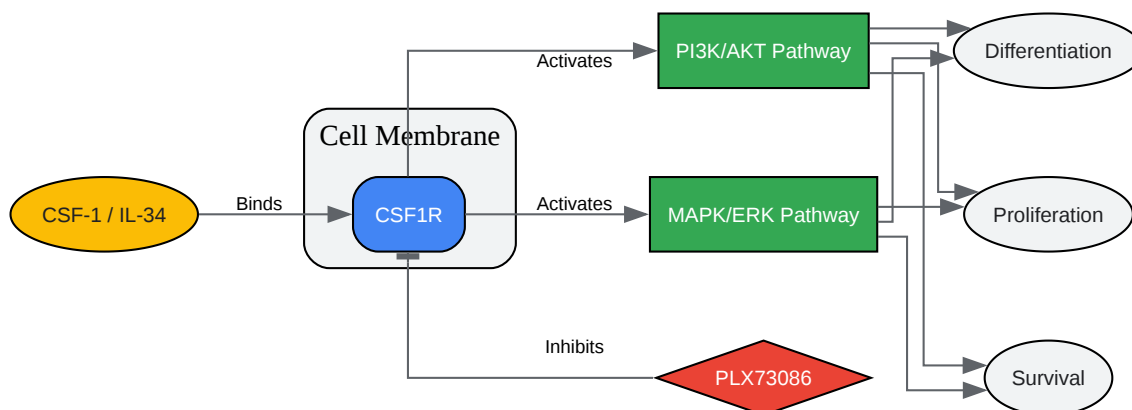 PI3K/AKT Pathway
Differentiation
Activates
Cell Membrane
CSF-1 / IL-34
Binds
CSF1R
Activates
MAPK/ERK Pathway
Proliferation
Inhibits
PLX73086
Survival